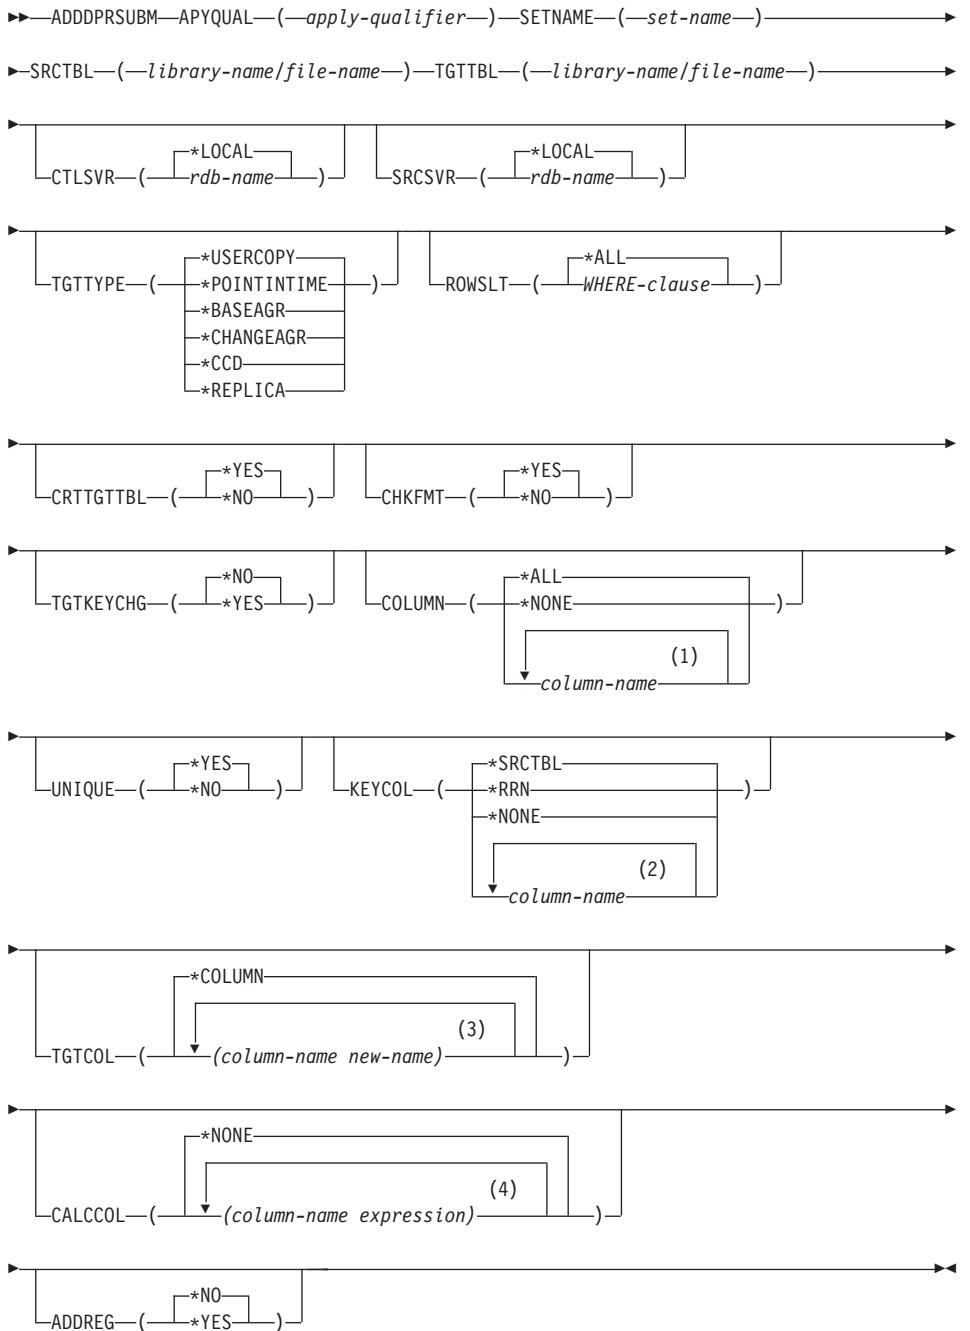 ADDDPRSUBM APYQUAL ( apply-qualifier ) SETNAME ( set-name )
SRCTBL ( library-name/file-name ) TGTTBL ( library-name/file-name )
*LOCAL *LOCAL
CTLSVR ( rdb-name ) SRCSVR ( rdb-name )
*USERCOPY *ALL
TGTTYPE ( *POINTINTIME ) ROWSLT ( WHERE-clause )
*BASEAGR
*CHANGEAGR
*CCD
*REPLICA
*YES *YES
CRTTGTTBL ( *NO ) CHKFMT ( *NO )
*NO *ALL
TGTKEYCHG ( *YES ) COLUMN ( *NONE )
(1)
column-name
*YES *SRCTBL
UNIQUE ( *NO ) KEYCOL ( *RRN )
*NONE
(2)
column-name
*COLUMN
(3)
TGTCOL ( (column-name new-name) )
*NONE
(4)
CALCCOL ( (column-name expression) )
*NO
ADDREG ( *YES )